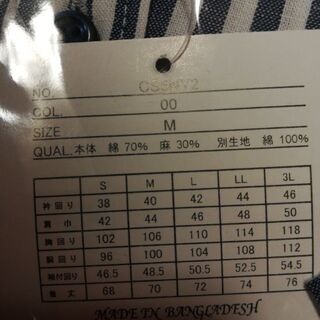 NO. CSSNY2
COL. 00
SIZE M
QUAL. 本体 綿 70% 麻 30% 別生地 綿 100%
S M L LL 3L
衿回り 38 40 42 44 46
肩巾 42 44 46 48 50
胸回り 102 106 110 114 118
胴回り 96 100 104 108 112
袖付回り 46.5 48.5 50.5 52.5 54.5
着丈 68 70 72 74 76
MADE IN BANGLADESH